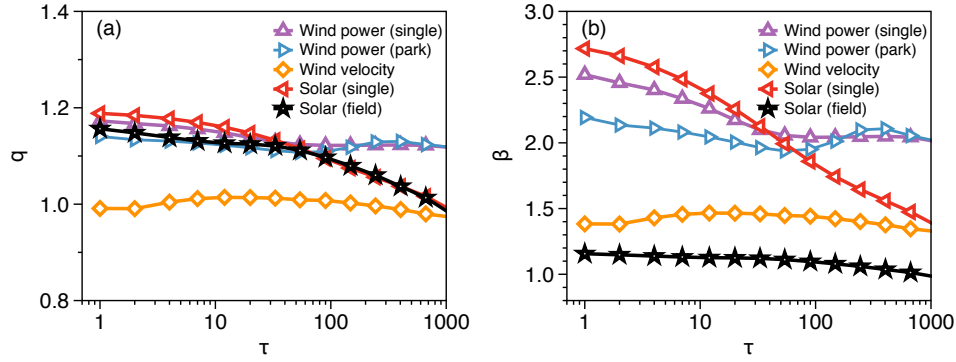 (a)
Wind power (single)
Wind power (park)
Wind velocity
Solar (single)
Solar (field)
1.4
1.2
1.0
0.8
q
1
10
100
1000
τ
(b)
Wind power (single)
Wind power (park)
Wind velocity
Solar (single)
Solar (field)
3.0
2.5
2.0
1.5
1.0
β
1
10
100
1000
τ